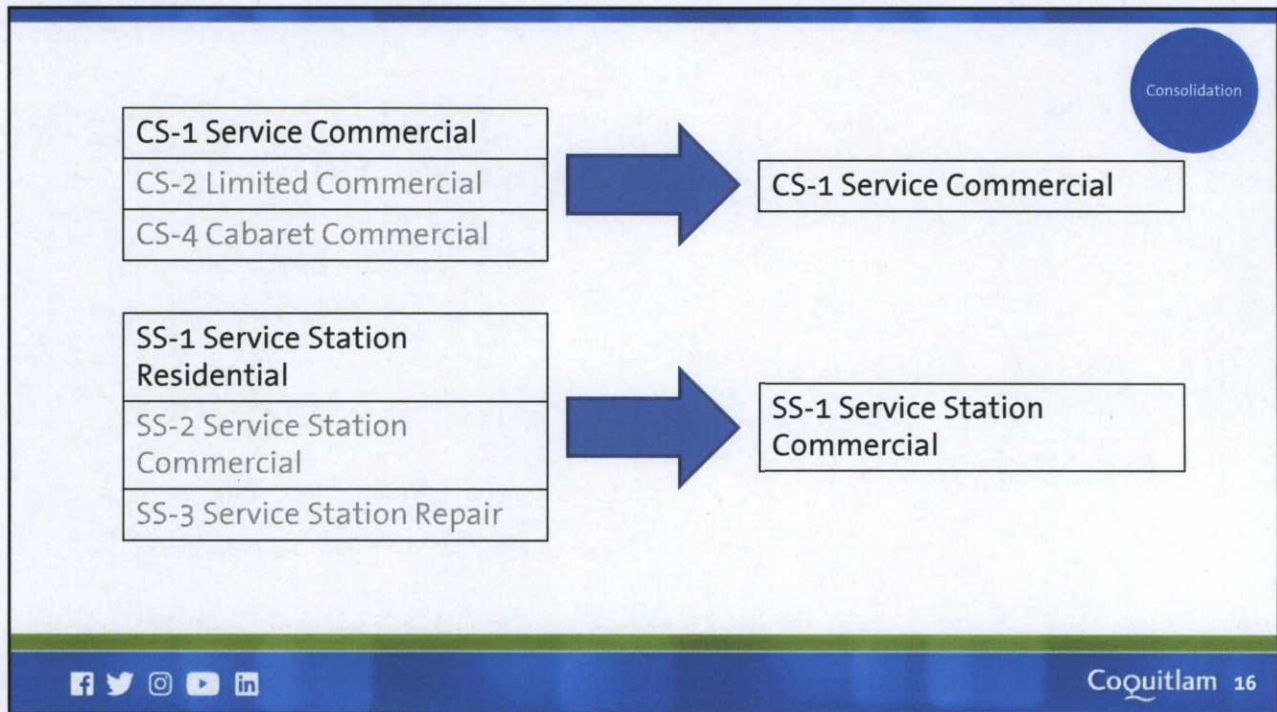 Consolidation
CS-1 Service Commercial
CS-2 Limited Commercial
CS-4 Cabaret Commercial
CS-1 Service Commercial
SS-1 Service Station
Residential
SS-2 Service Station
Commercial
SS-3 Service Station Repair
SS-1 Service Station
Commercial
Coquitlam 16